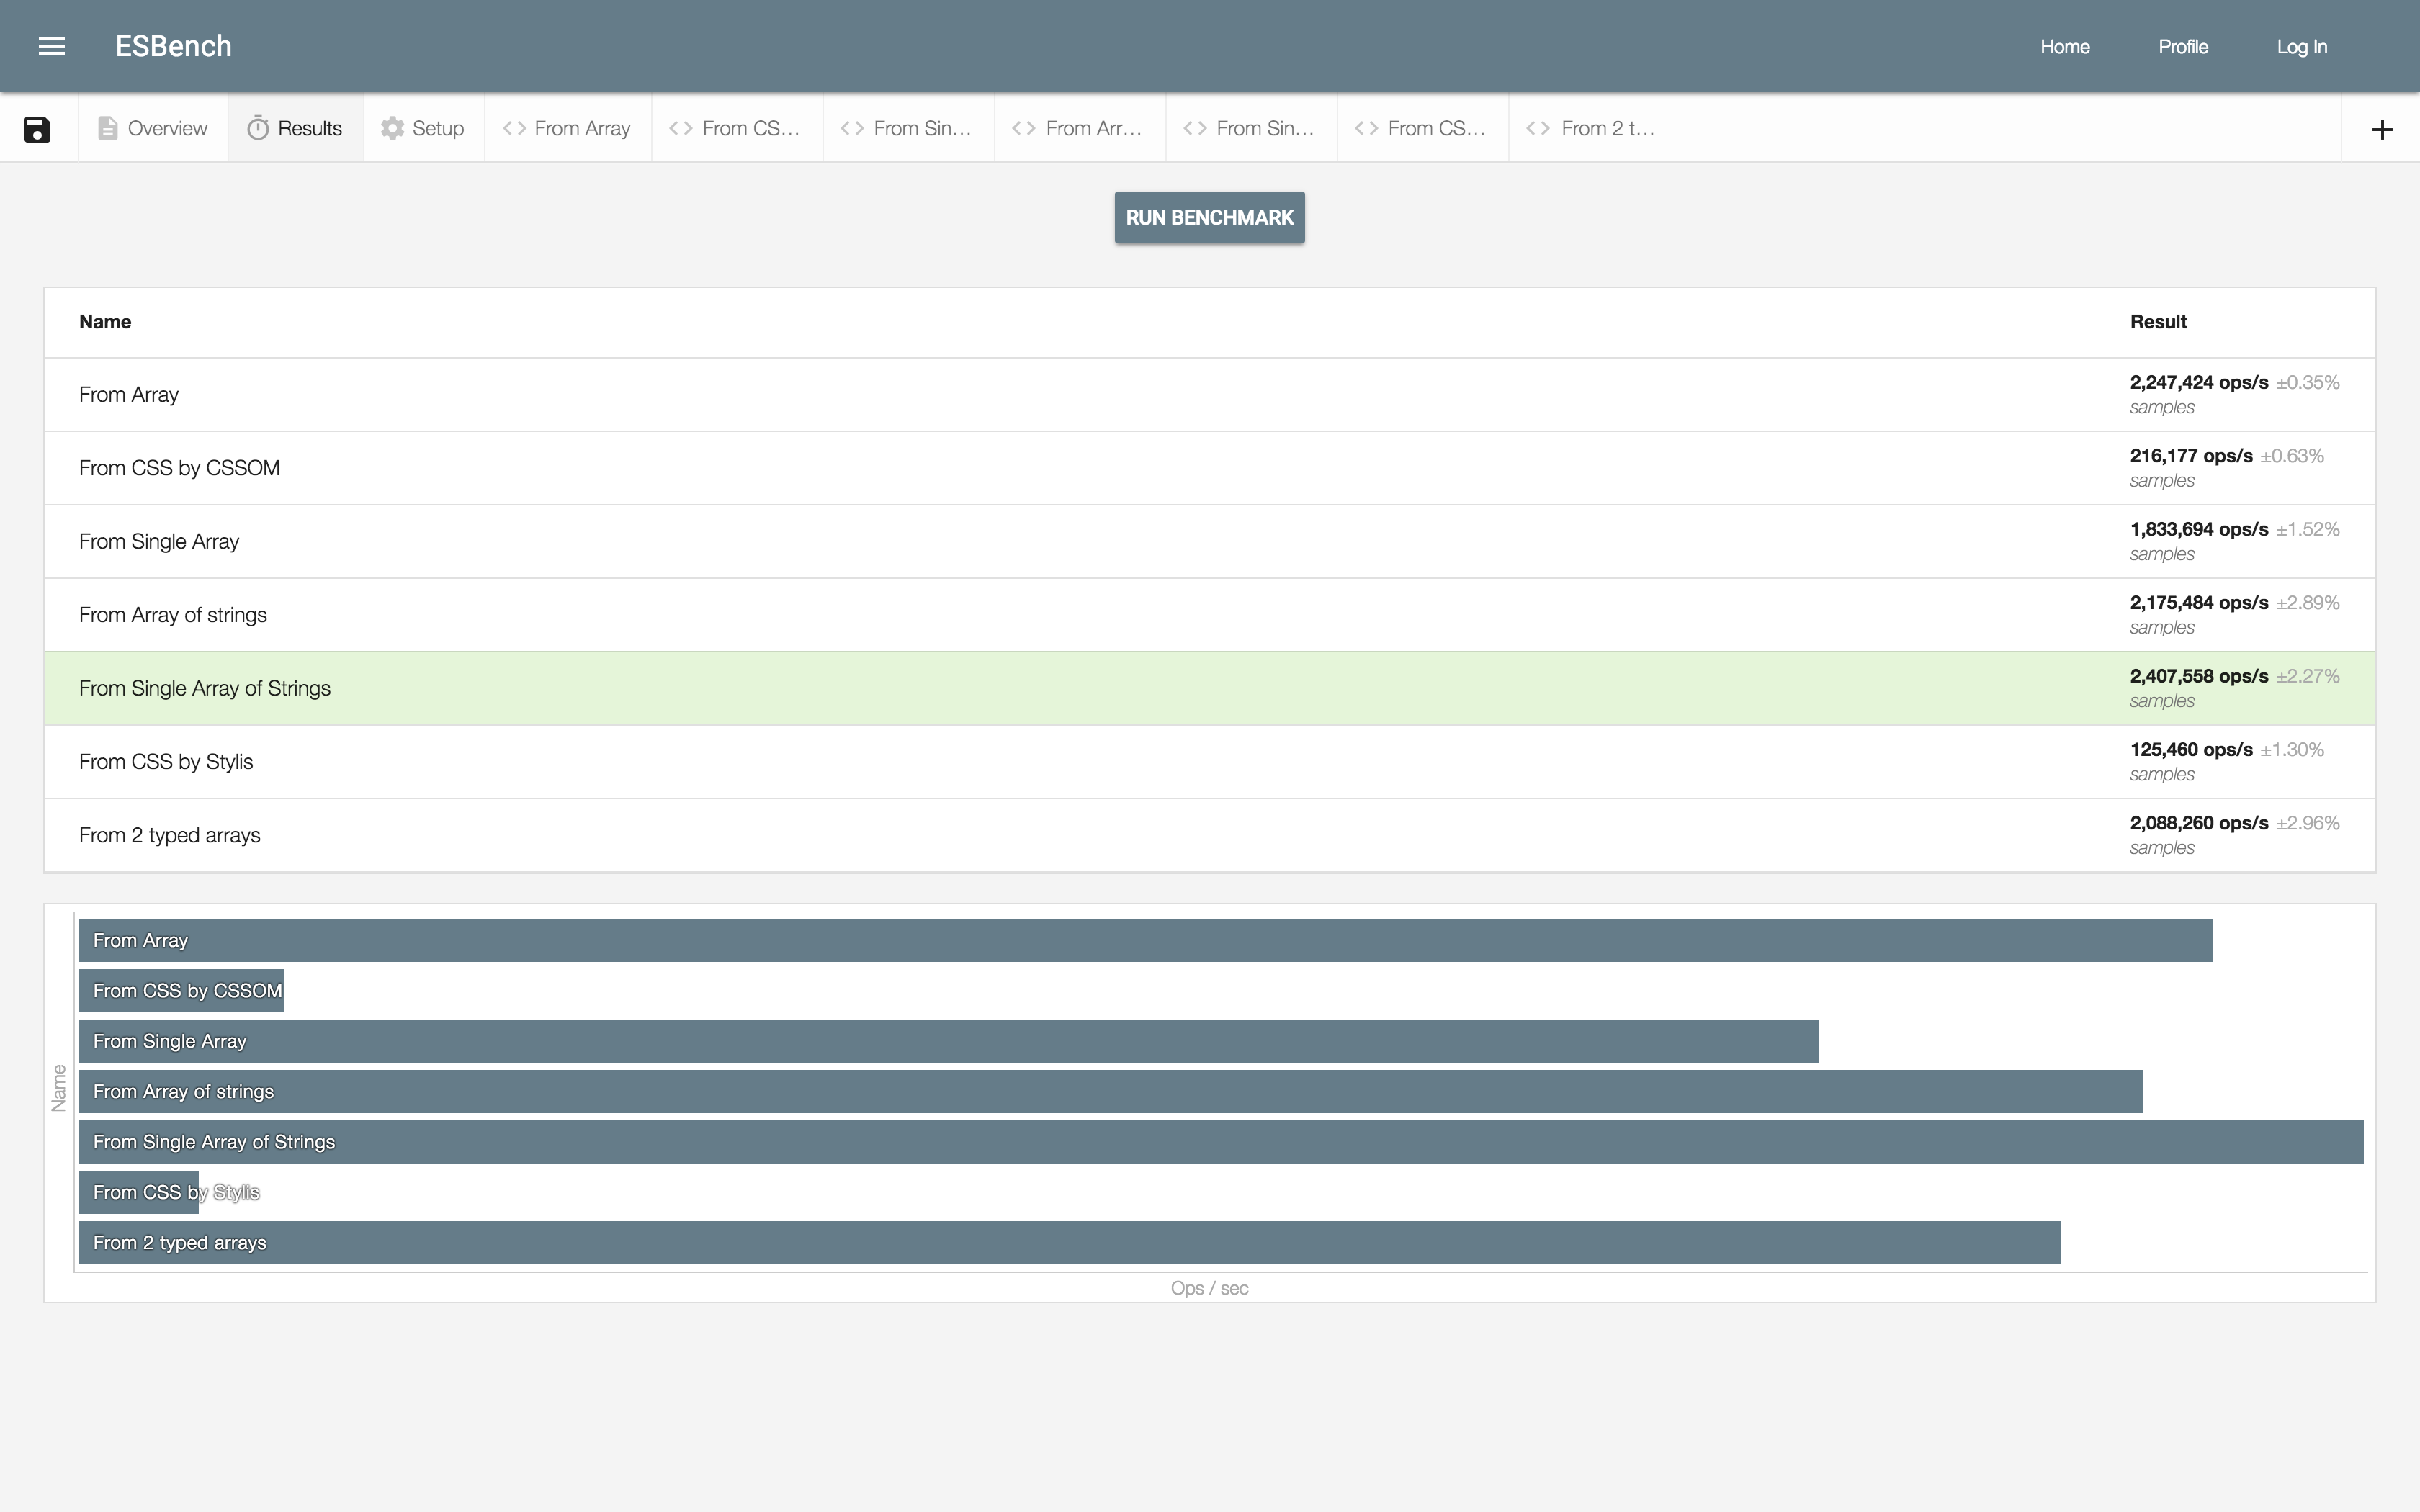 ESBench
Home Profile Log In
Overview Results Setup From Array From CS... From Sin... From Arr... From Sin... From CS... From 2 t...
RUN BENCHMARK
Name Result
From Array 2,247,424 ops/s ±0.35%
samples
From CSS by CSSOM 216,177 ops/s ±0.63%
samples
From Single Array 1,833,694 ops/s ±1.52%
samples
From Array of strings 2,175,484 ops/s ±2.89%
samples
From Single Array of Strings 2,407,558 ops/s ±2.27%
samples
From CSS by Stylis 125,460 ops/s ±1.30%
samples
From 2 typed arrays 2,088,260 ops/s ±2.96%
samples
From Array
From CSS by CSSOM
From Single Array
From Array of strings
From Single Array of Strings
From CSS by Stylis
From 2 typed arrays
Name
Ops / sec